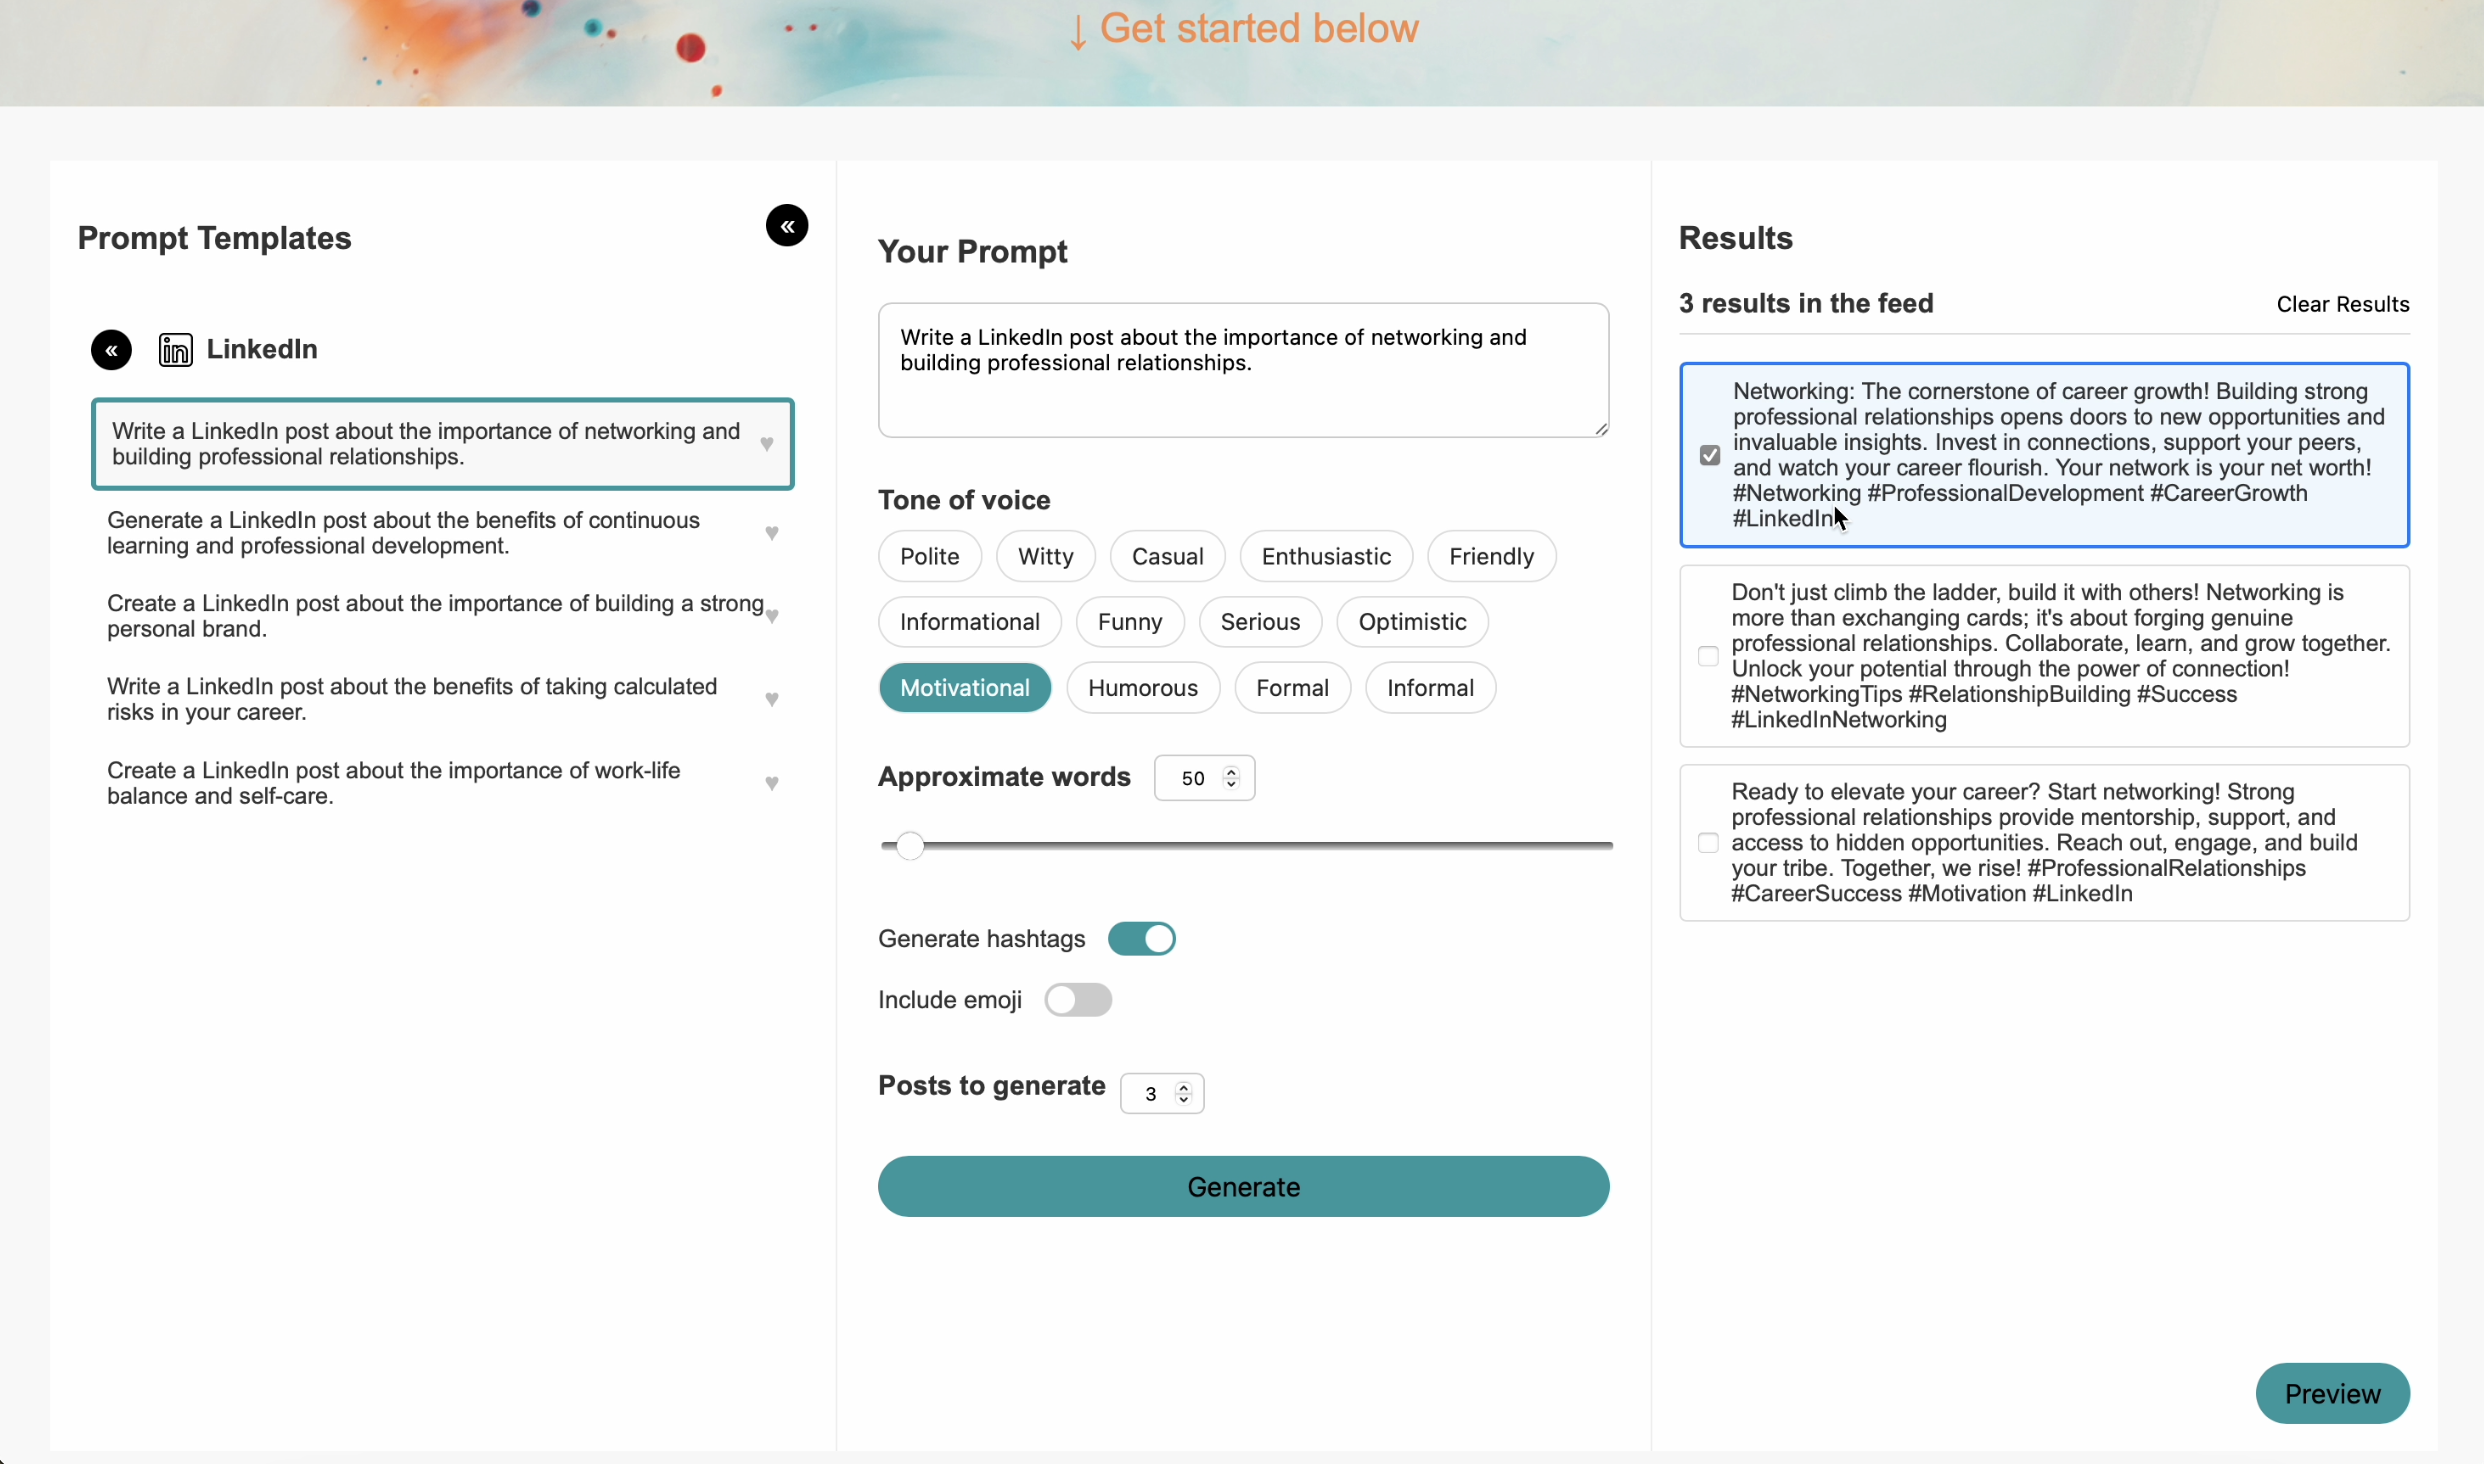 ↓ Get started below
Prompt Templates
«
« in LinkedIn
Write a LinkedIn post about the importance of networking and
building professional relationships.
Generate a LinkedIn post about the benefits of continuous
learning and professional development.
Create a LinkedIn post about the importance of building a strong
personal brand.
Write a LinkedIn post about the benefits of taking calculated
risks in your career.
Create a LinkedIn post about the importance of work-life
balance and self-care.
Your Prompt
Write a LinkedIn post about the importance of networking and
building professional relationships.
Tone of voice
Polite Witty Casual Enthusiastic Friendly
Informational Funny Serious Optimistic
Motivational Humorous Formal Informal
Approximate words 50
Generate hashtags
Include emoji
Posts to generate 3
Generate
Results
3 results in the feed Clear Results
Networking: The cornerstone of career growth! Building strong
professional relationships opens doors to new opportunities and
invaluable insights. Invest in connections, support your peers,
and watch your career flourish. Your network is your net worth!
#Networking #ProfessionalDevelopment #CareerGrowth
#LinkedIn
Don't just climb the ladder, build it with others! Networking is
more than exchanging cards; it's about forging genuine
professional relationships. Collaborate, learn, and grow together.
Unlock your potential through the power of connection!
#NetworkingTips #RelationshipBuilding #Success
#LinkedInNetworking
Ready to elevate your career? Start networking! Strong
professional relationships provide mentorship, support, and
access to hidden opportunities. Reach out, engage, and build
your tribe. Together, we rise! #ProfessionalRelationships
#CareerSuccess #Motivation #LinkedIn
Preview